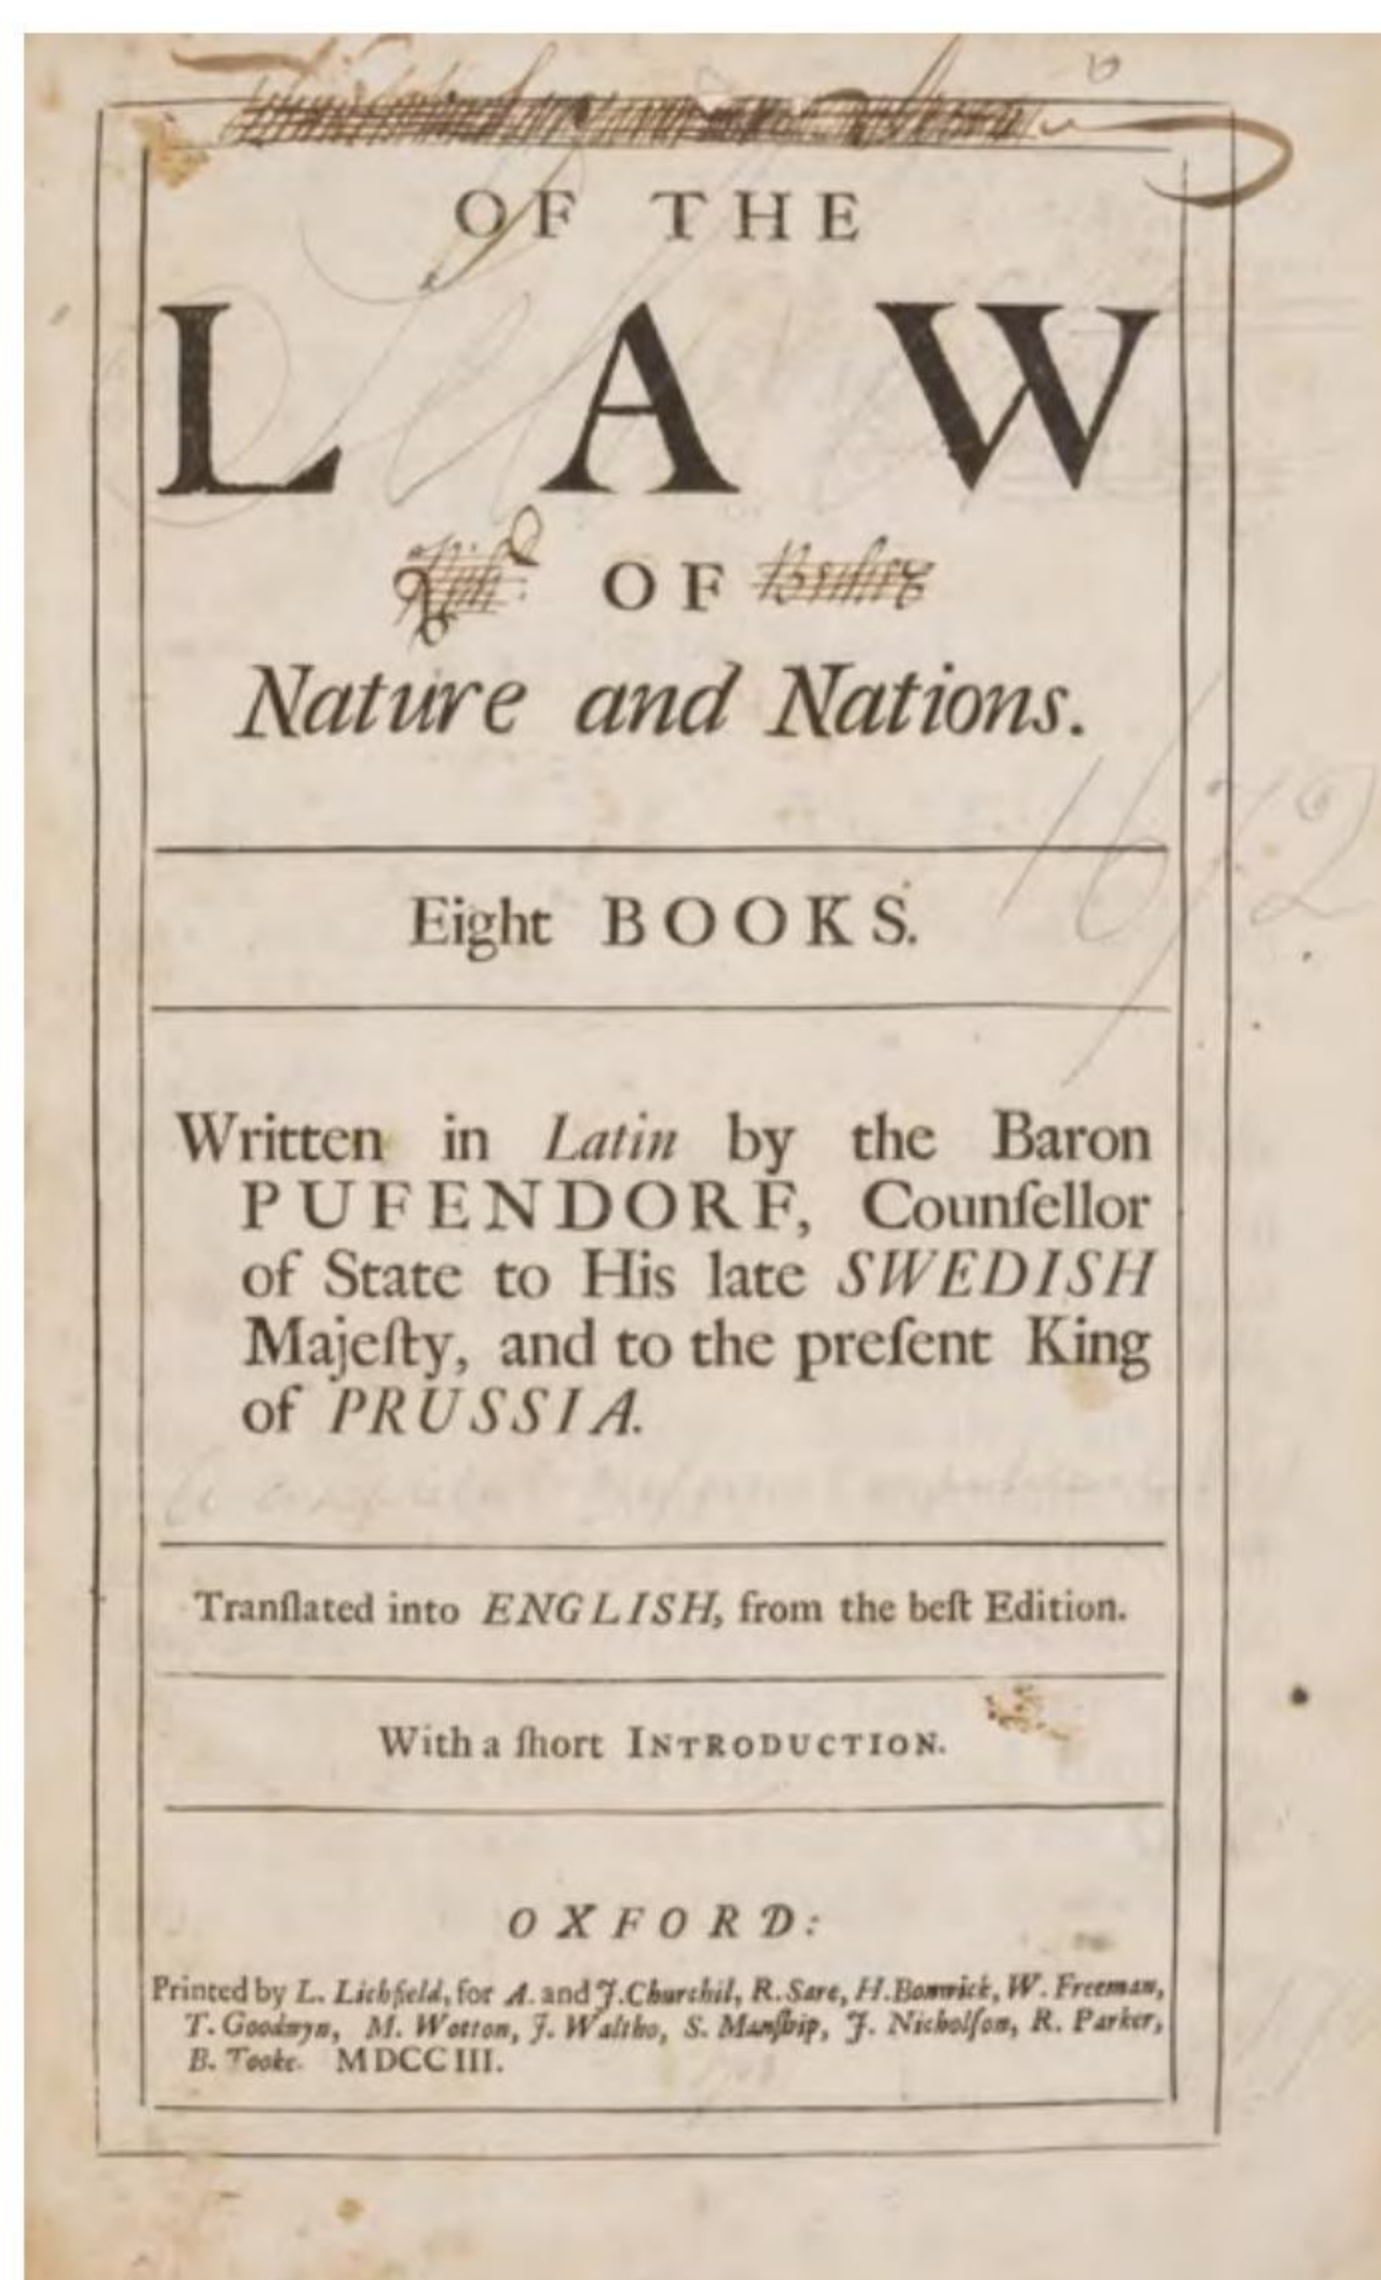 OF THE
LAW
OF
Nature and Nations.
1672
Eight BOOKS.
Written in Latin by the Baron
PUFENDORF, Counſellor
of State to His late SWEDISH
Majeſty, and to the preſent King
of PRUSSIA.
Tranſlated into ENGLISH, from the beſt Edition.
With a ſhort INTRODUCTION.
OXFORD:
Printed by L. Lichfield, for A. and J. Churchil, R. Sare, H. Bonwick, W. Freeman,
T. Goodwyn, M. Wotton, J. Waltho, S. Manſhip, J. Nicholſon, R. Parker,
B. Tooke. MDCCIII.